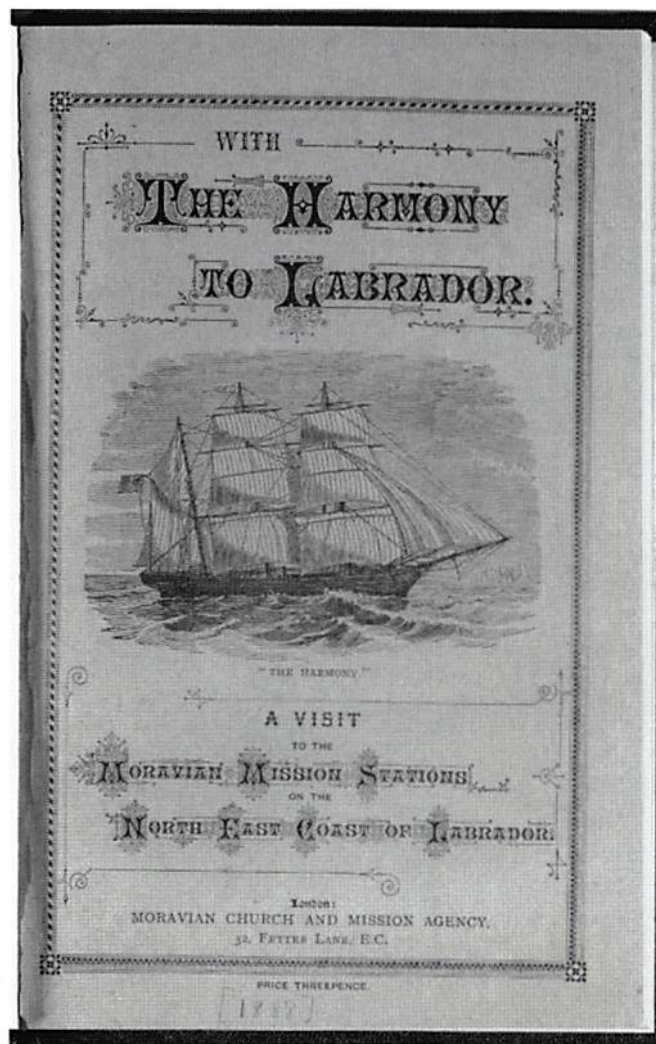 WITH
THE HARMONY
TO LABRADOR.
"THE HARMONY"
A VISIT
TO THE
MORAVIAN MISSION STATIONS
ON THE
NORTH EAST COAST OF LABRADOR.
London:
MORAVIAN CHURCH AND MISSION AGENCY,
32, FETTER LANE, E.C.
PRICE THREEPENCE.
[1888]